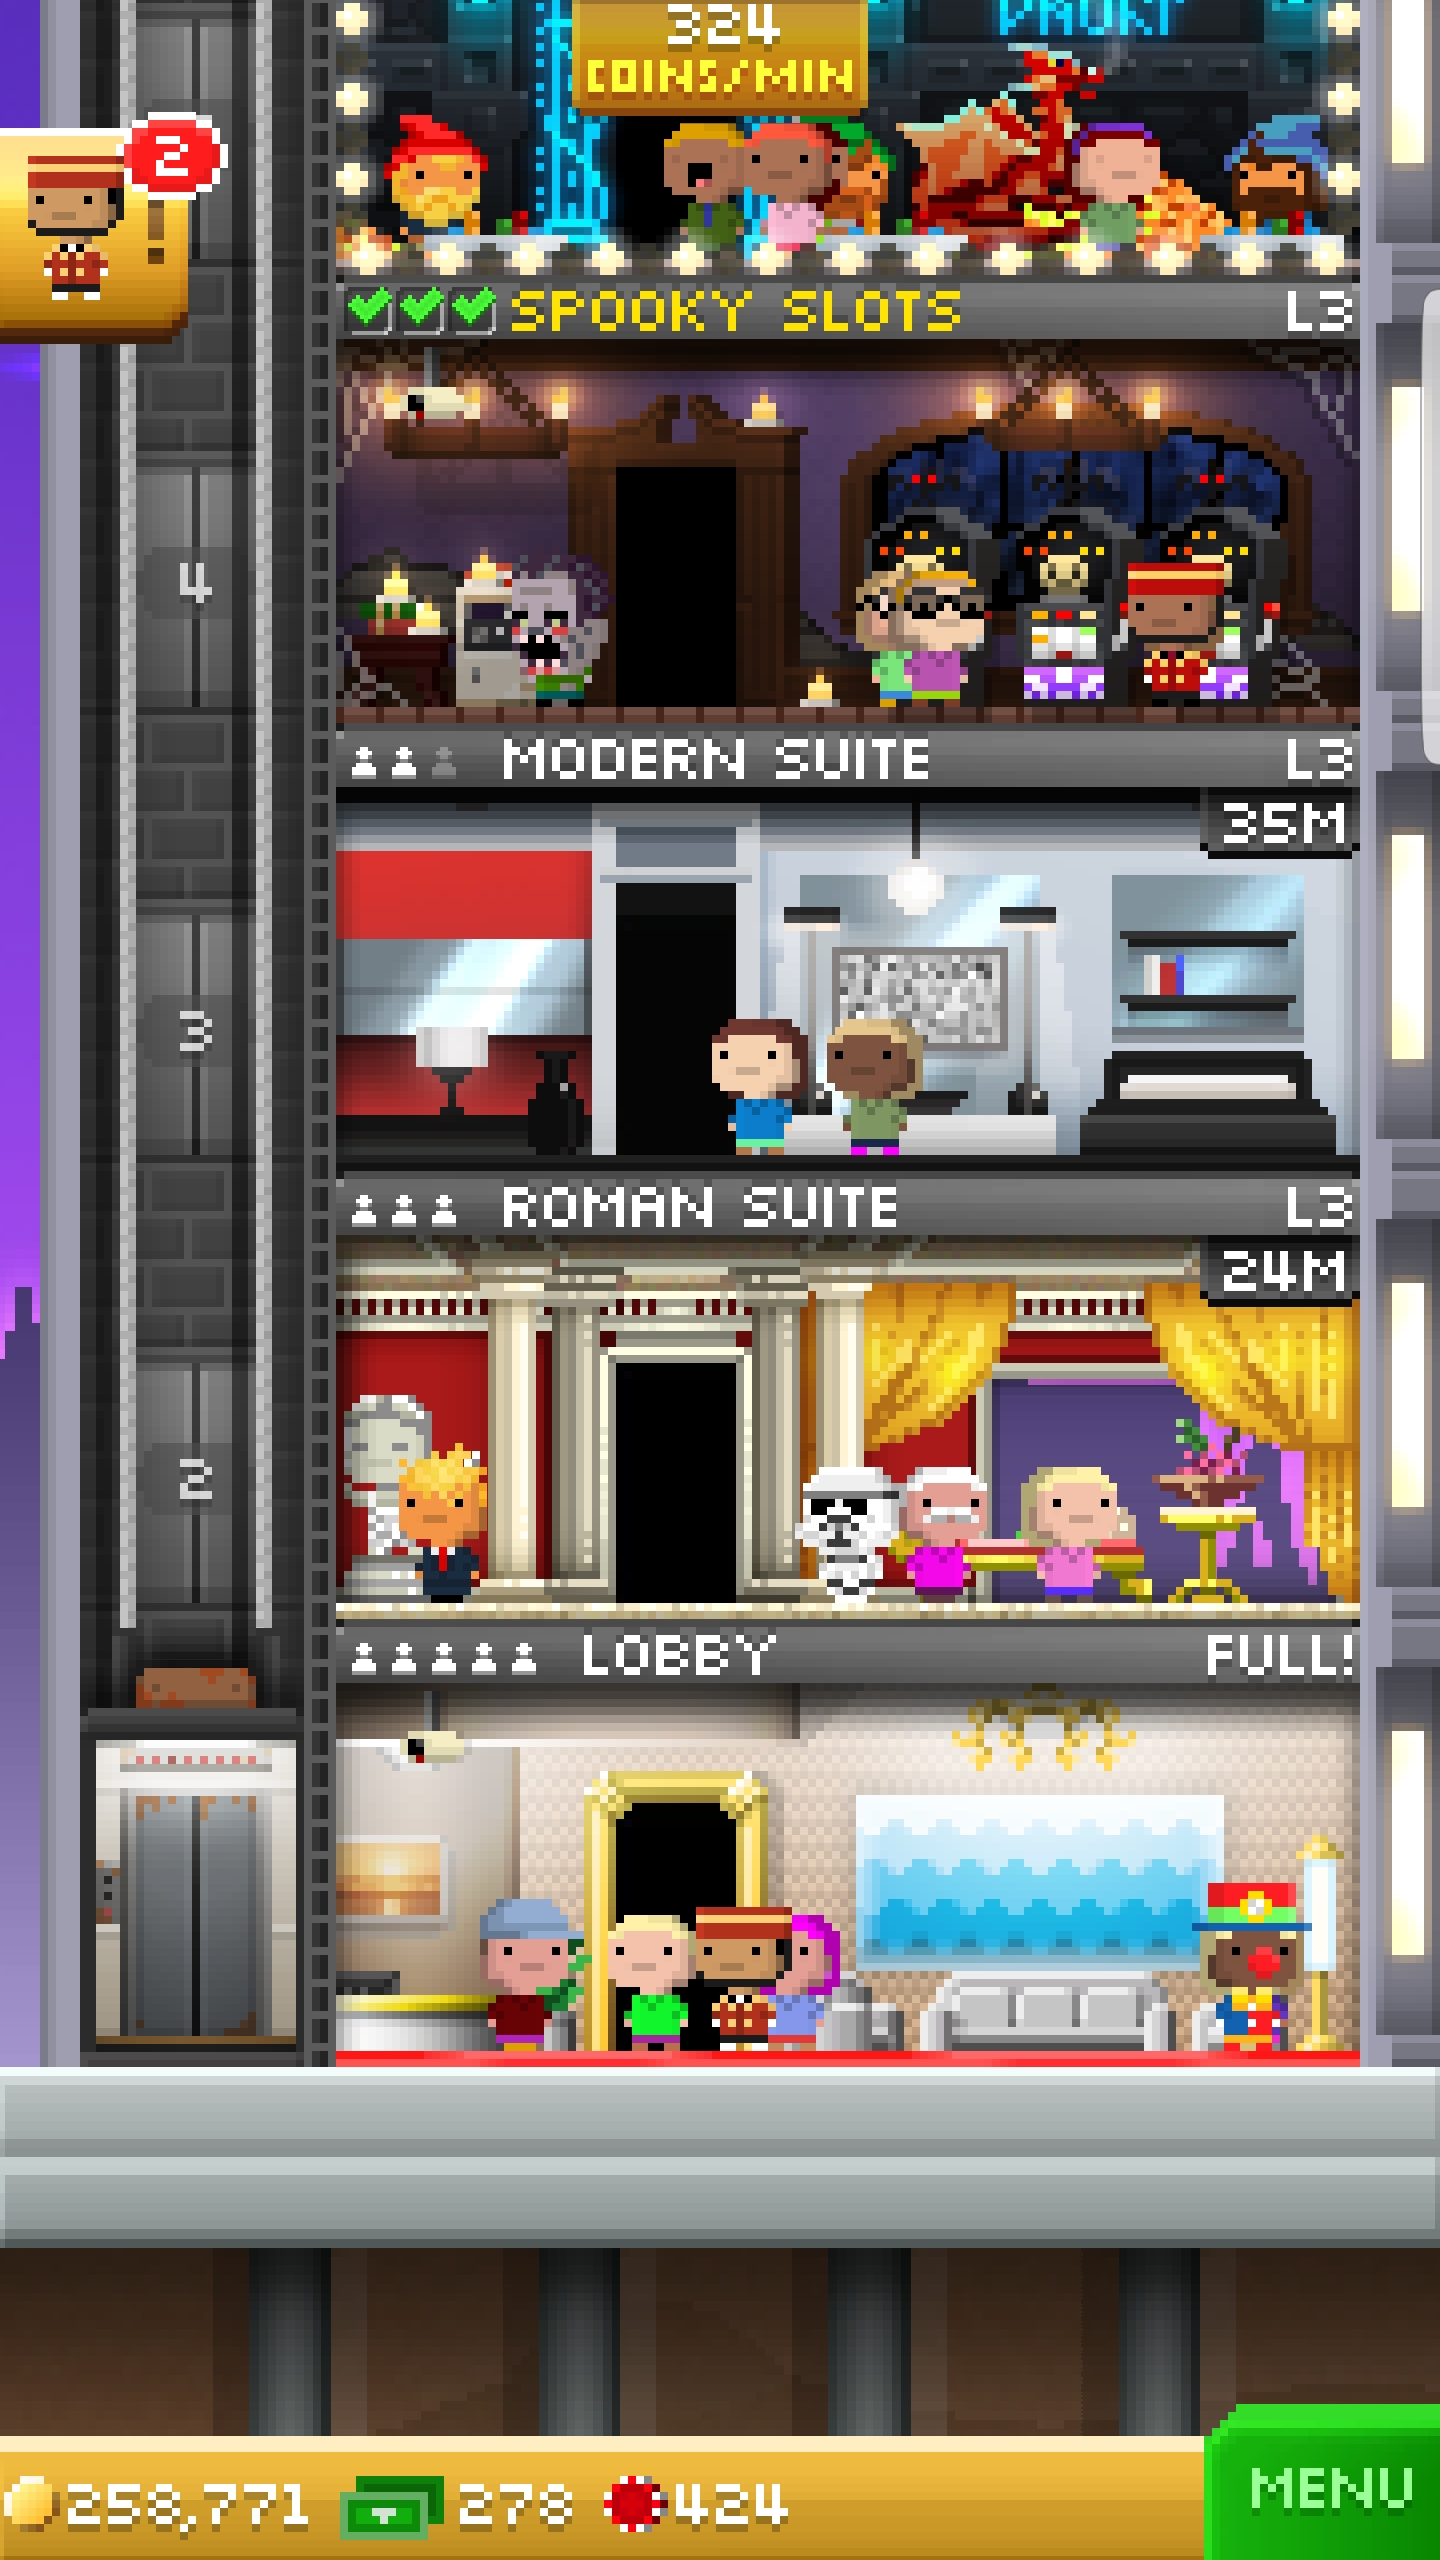 324
COINS/MIN
2
SPOOKY SLOTS L3
4
MODERN SUITE L3
35M
3
ROMAN SUITE L3
24M
2
LOBBY FULL!
258,771 278 424
MENU